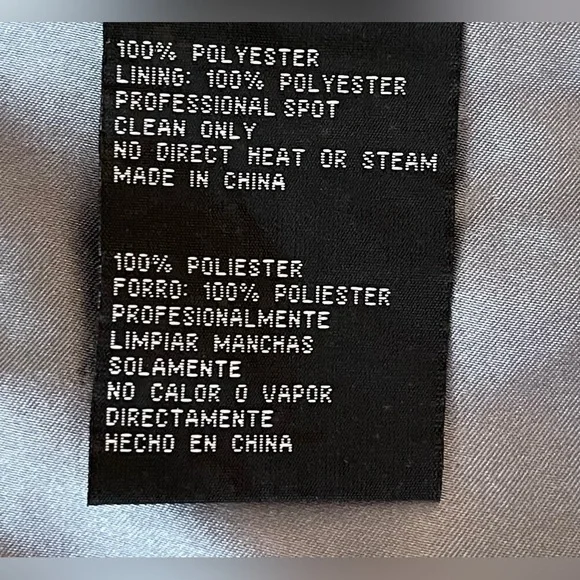 100% POLYESTER
LINING: 100% POLYESTER
PROFESSIONAL SPOT
CLEAN ONLY
NO DIRECT HEAT OR STEAM
MADE IN CHINA
100% POLIESTER
FORRO: 100% POLIESTER
PROFESIONALMENTE
LIMPIAR MANCHAS
SOLAMENTE
NO CALOR O VAPOR
DIRECTAMENTE
HECHO EN CHINA